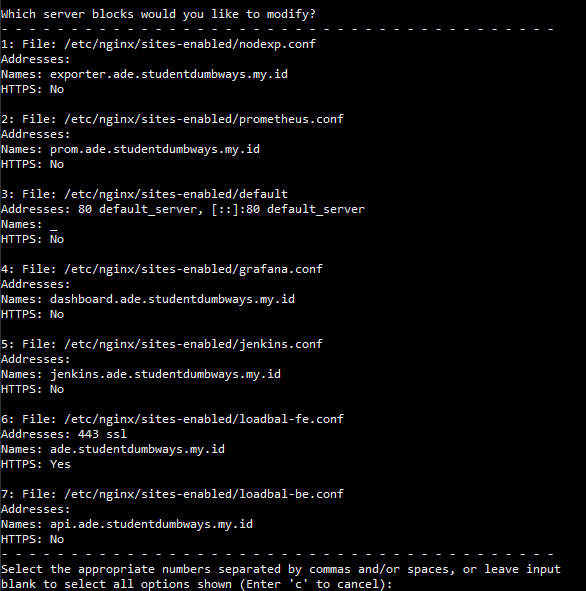 Which server blocks would you like to modify?
- - - - - - - - - - - - - - - - - - - - - - - - - - - - - - - - - - - - - - - -
1: File: /etc/nginx/sites-enabled/nodexp.conf
Addresses:
Names: exporter.ade.studentdumbways.my.id
HTTPS: No

2: File: /etc/nginx/sites-enabled/prometheus.conf
Addresses:
Names: prom.ade.studentdumbways.my.id
HTTPS: No

3: File: /etc/nginx/sites-enabled/default
Addresses: 80 default_server, [::]:80 default_server
Names: _
HTTPS: No

4: File: /etc/nginx/sites-enabled/grafana.conf
Addresses:
Names: dashboard.ade.studentdumbways.my.id
HTTPS: No

5: File: /etc/nginx/sites-enabled/jenkins.conf
Addresses:
Names: jenkins.ade.studentdumbways.my.id
HTTPS: No

6: File: /etc/nginx/sites-enabled/loadbal-fe.conf
Addresses: 443 ssl
Names: ade.studentdumbways.my.id
HTTPS: Yes

7: File: /etc/nginx/sites-enabled/loadbal-be.conf
Addresses:
Names: api.ade.studentdumbways.my.id
HTTPS: No
- - - - - - - - - - - - - - - - - - - - - - - - - - - - - - - - - - - - - - - -
Select the appropriate numbers separated by commas and/or spaces, or leave input
blank to select all options shown (Enter 'c' to cancel):